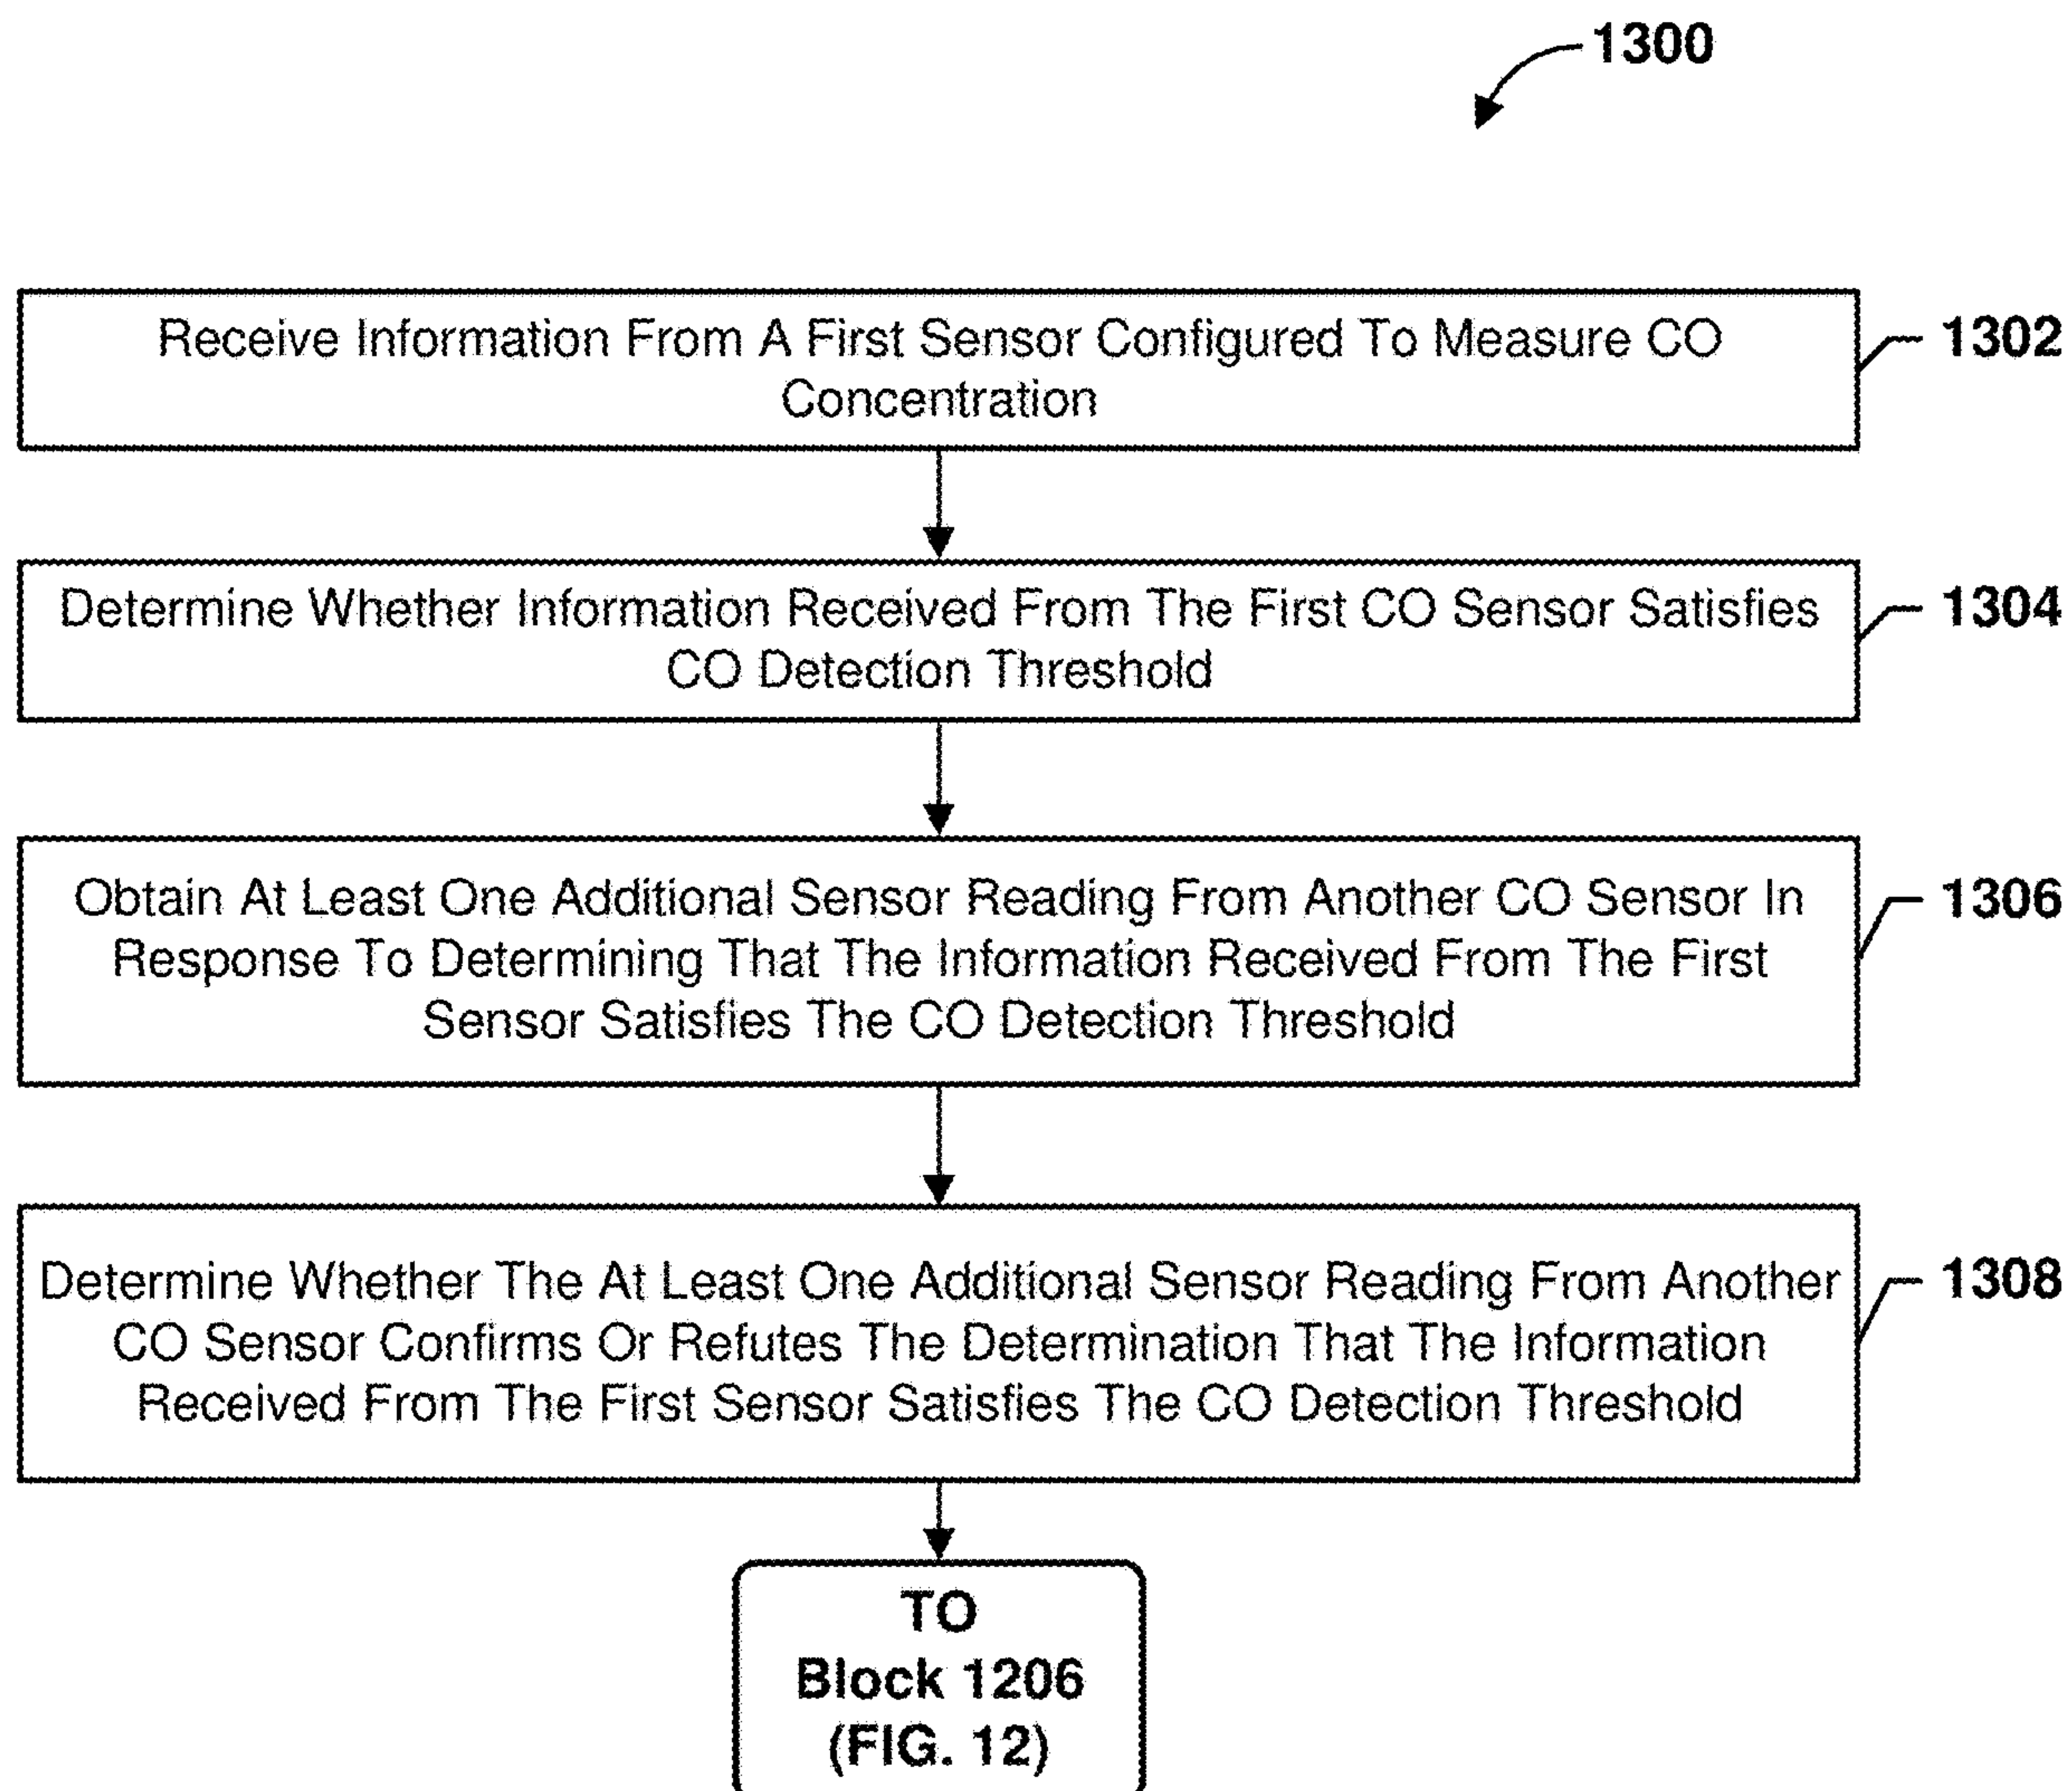 1300
Receive Information From A First Sensor Configured To Measure CO
Concentration
1302
Determine Whether Information Received From The First CO Sensor Satisfies
CO Detection Threshold
1304
Obtain At Least One Additional Sensor Reading From Another CO Sensor In
Response To Determining That The Information Received From The First
Sensor Satisfies The CO Detection Threshold
1306
Determine Whether The At Least One Additional Sensor Reading From Another
CO Sensor Confirms Or Refutes The Determination That The Information
Received From The First Sensor Satisfies The CO Detection Threshold
1308
TO
Block 1206
(FIG. 12)